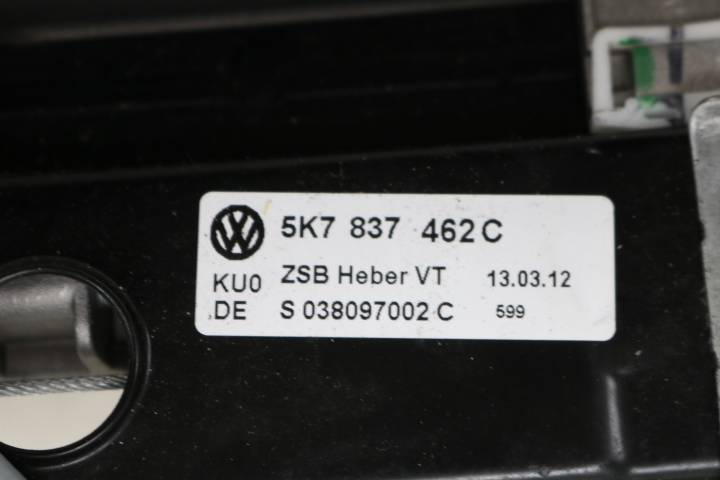 5K7 837 462 C
KU0 ZSB Heber VT 13.03.12
DE S 038097002 C 599